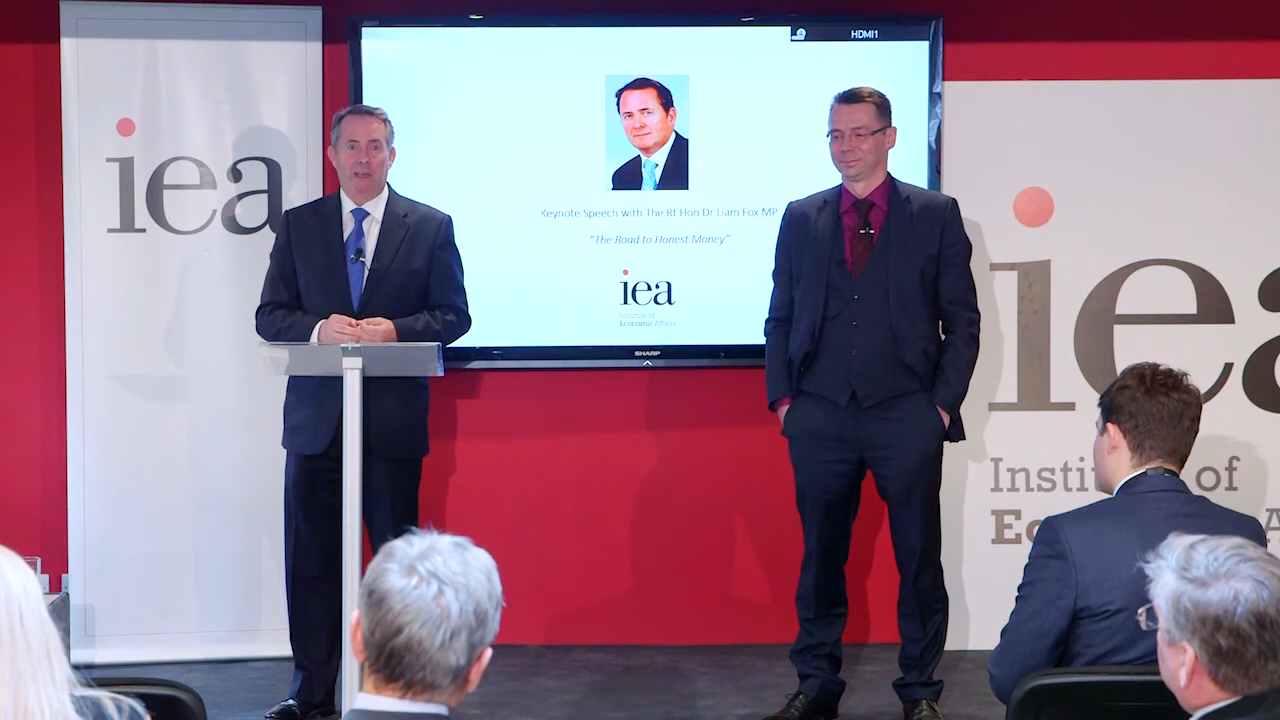 iea
HDMI1
Keynote Speech with The Rt Hon Dr Liam Fox MP
"The Road to Honest Money"
iea
Institute of
Economic Affairs
SHARP
iea
Institute of
Ec A